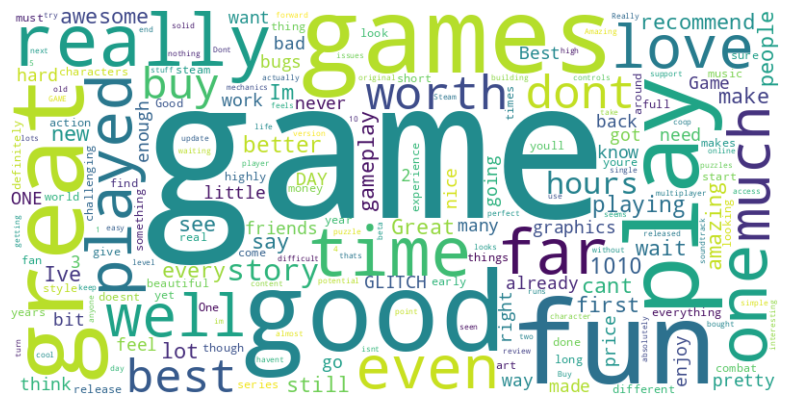 really
awesome
bad
bugs
hard
characters
buy
Im
steam
Good
work
never
look
short
games
want
thing
Best
gameplay
worth
dont
love
recommend
people
sure
music
Game
make
back
got
need
know
makes
around
full
times
youll
game
great
played
new
action
enough
definitely
challenging
find
ONE
world
something
better
DAY
money
highly
little
see
friends
year
real
say
time
Great
many
experience
nice
going
2
graphics
things
hours
playing
play
amazing
looking
much
one
start
access
wait
1010
far
already
cant
first
everything
bought
Ive
style
fan
3
give
bit
beautiful
yet
every
story
GLITCH
early
right
well
good
fun
price
enjoy
pretty
combat
simple
interesting
different
absolutely
years
feel
lot
though
think
release
best
series
still
go
even
way
art
long
made
done
two
review
Buy
character
cool
turn
must
try
end
next
old
GAME
lots
stuff
getting
nothing
solid
Dont
forward
issues
actually
feels
original
mechanics
waiting
update
life
version
10
player
building
controls
high
Really
Amazing
support
coop
online
puzzles
single
multiplayer
youre
take
use
perfect
seems
released
soundtrack
without
Steam
easy
level
doesnt
come
One
keep
anyone
day
im
almost
havent
content
potential
point
difficult
thats
puzzle
beta
looks
isnt
seen
runs
5